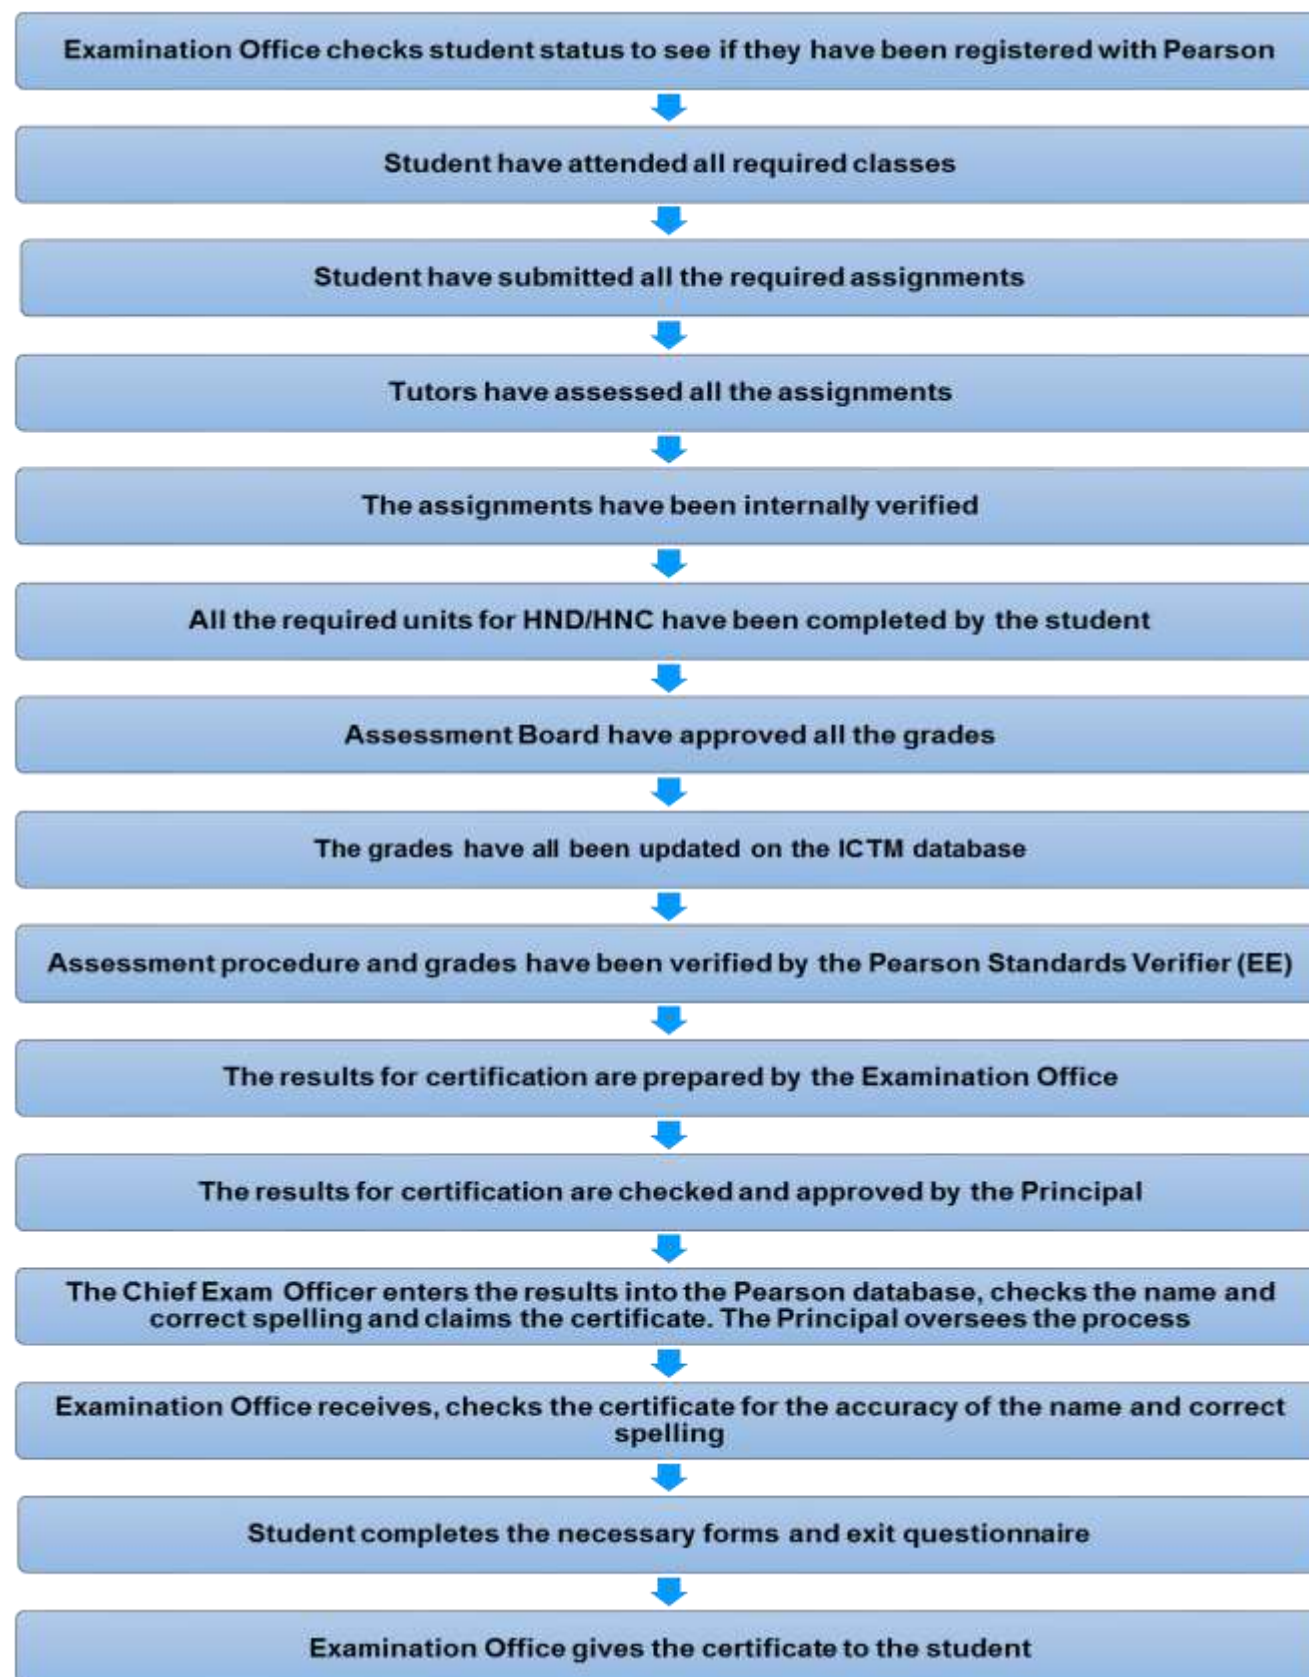 Examination Office checks student status to see if they have been registered with Pearson
Student have attended all required classes
Student have submitted all the required assignments
Tutors have assessed all the assignments
The assignments have been internally verified
All the required units for HND/HNC have been completed by the student
Assessment Board have approved all the grades
The grades have all been updated on the ICTM database
Assessment procedure and grades have been verified by the Pearson Standards Verifier (EE)
The results for certification are prepared by the Examination Office
The results for certification are checked and approved by the Principal
The Chief Exam Officer enters the results into the Pearson database, checks the name and
correct spelling and claims the certificate. The Principal oversees the process
Examination Office receives, checks the certificate for the accuracy of the name and correct
spelling
Student completes the necessary forms and exit questionnaire
Examination Office gives the certificate to the student